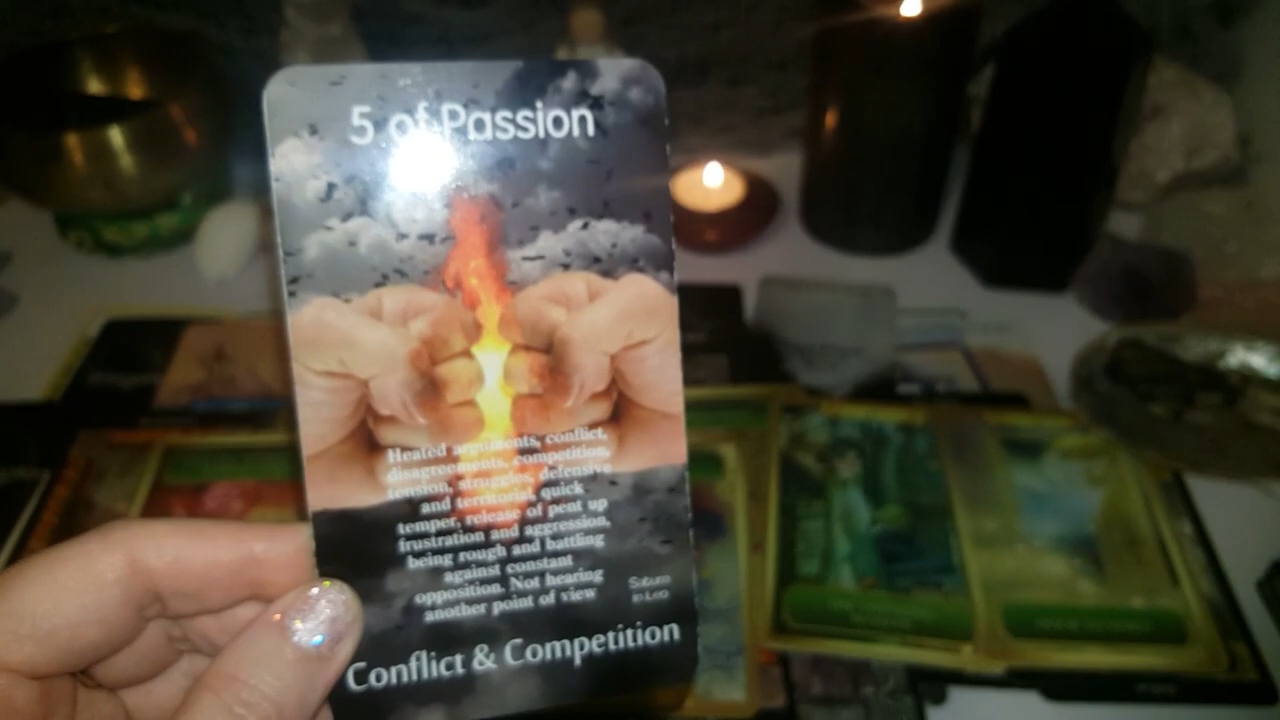 5 of Passion
Heated arguments, conflict,
disagreements, competition,
tension, struggles, defensive
and territorial, quick
temper, release of pent up
frustration and aggression,
being rough and battling
against constant
opposition. Not hearing
another point of view
Saturn
in Leo
Conflict & Competition